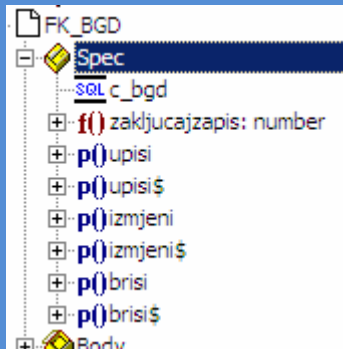 FK_BGD
Spec
SQL c_bgd
f() zakljucajzapis: number
p() upisi
p() upisi$
p() izmjeni
p() izmjeni$
p() brisi
p() brisi$
Body